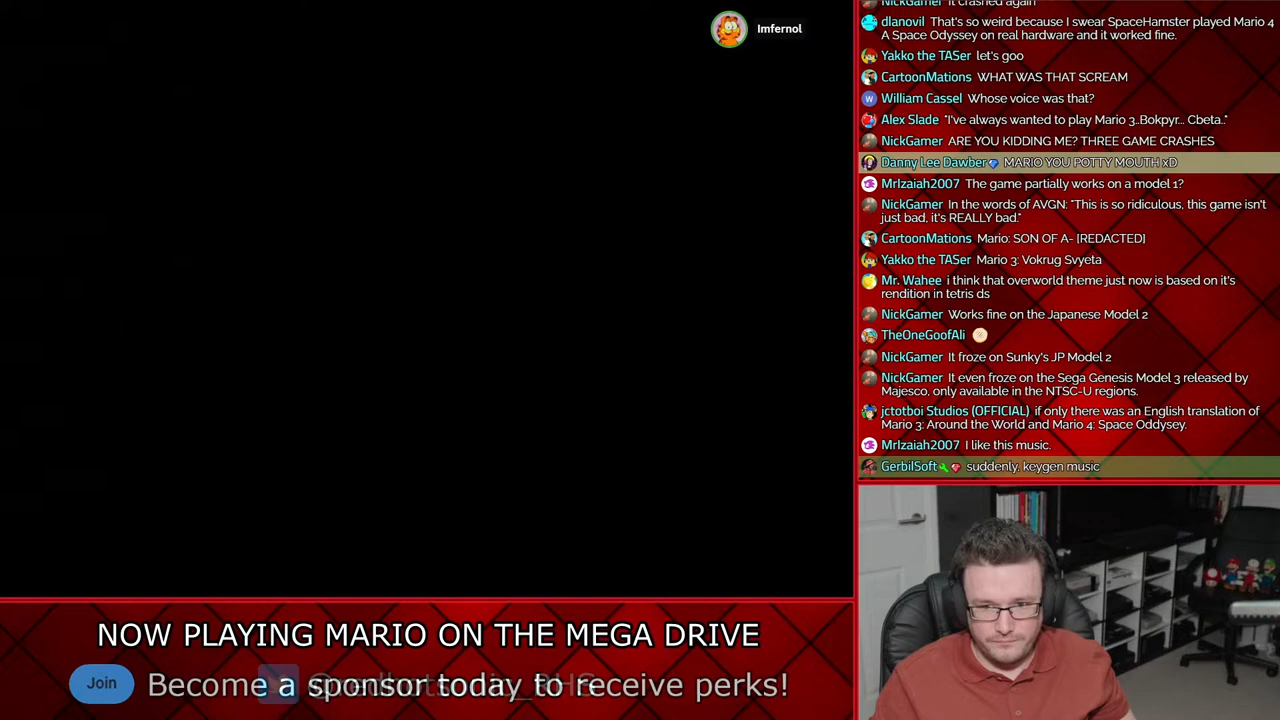 Imfernol
NickGamer It crashed again
dlanovil That's so weird because I swear SpaceHamster played Mario 4
A Space Odyssey on real hardware and it worked fine.
Yakko the TASer let's goo
CartoonMations WHAT WAS THAT SCREAM
W William Cassel Whose voice was that?
Alex Slade "I've always wanted to play Mario 3..Bokpyr... Cbeta.."
NickGamer ARE YOU KIDDING ME? THREE GAME CRASHES
Danny Lee Dawber MARIO YOU POTTY MOUTH xD
MrIzaiah2007 The game partially works on a model 1?
NickGamer In the words of AVGN: "This is so ridiculous, this game isn't
just bad, it's REALLY bad."
CartoonMations Mario: SON OF A- [REDACTED]
Yakko the TASer Mario 3: Vokrug Svyeta
Mr. Wahee i think that overworld theme just now is based on it's
rendition in tetris ds
NickGamer Works fine on the Japanese Model 2
TheOneGoofAli
NickGamer It froze on Sunky's JP Model 2
NickGamer It even froze on the Sega Genesis Model 3 released by
Majesco, only available in the NTSC-U regions.
jctotboi Studios (OFFICIAL) if only there was an English translation of
Mario 3: Around the World and Mario 4: Space Oddysey.
MrIzaiah2007 I like this music.
GerbilSoft suddenly, keygen music
NOW PLAYING MARIO ON THE MEGA DRIVE
Join Become a sponsor today to receive perks!